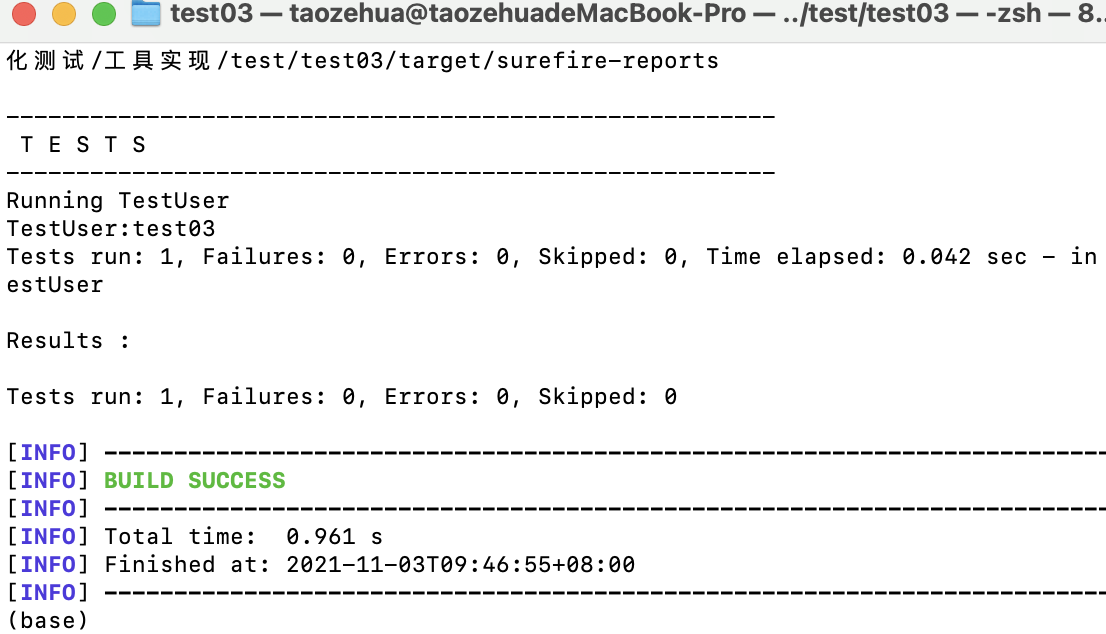 test03 — taozehua@taozehuadeMacBook-Pro — ../test/test03 — -zsh — 8..
化测试/工具实现/test/test03/target/surefire-reports
-------------------------------------------------------
T E S T S
-------------------------------------------------------
Running TestUser
TestUser:test03
Tests run: 1, Failures: 0, Errors: 0, Skipped: 0, Time elapsed: 0.042 sec - in
estUser
Results :
Tests run: 1, Failures: 0, Errors: 0, Skipped: 0
[INFO] ------------------------------------------------------------------------
[INFO] BUILD SUCCESS
[INFO] ------------------------------------------------------------------------
[INFO] Total time:  0.961 s
[INFO] Finished at: 2021-11-03T09:46:55+08:00
[INFO] ------------------------------------------------------------------------
(base)